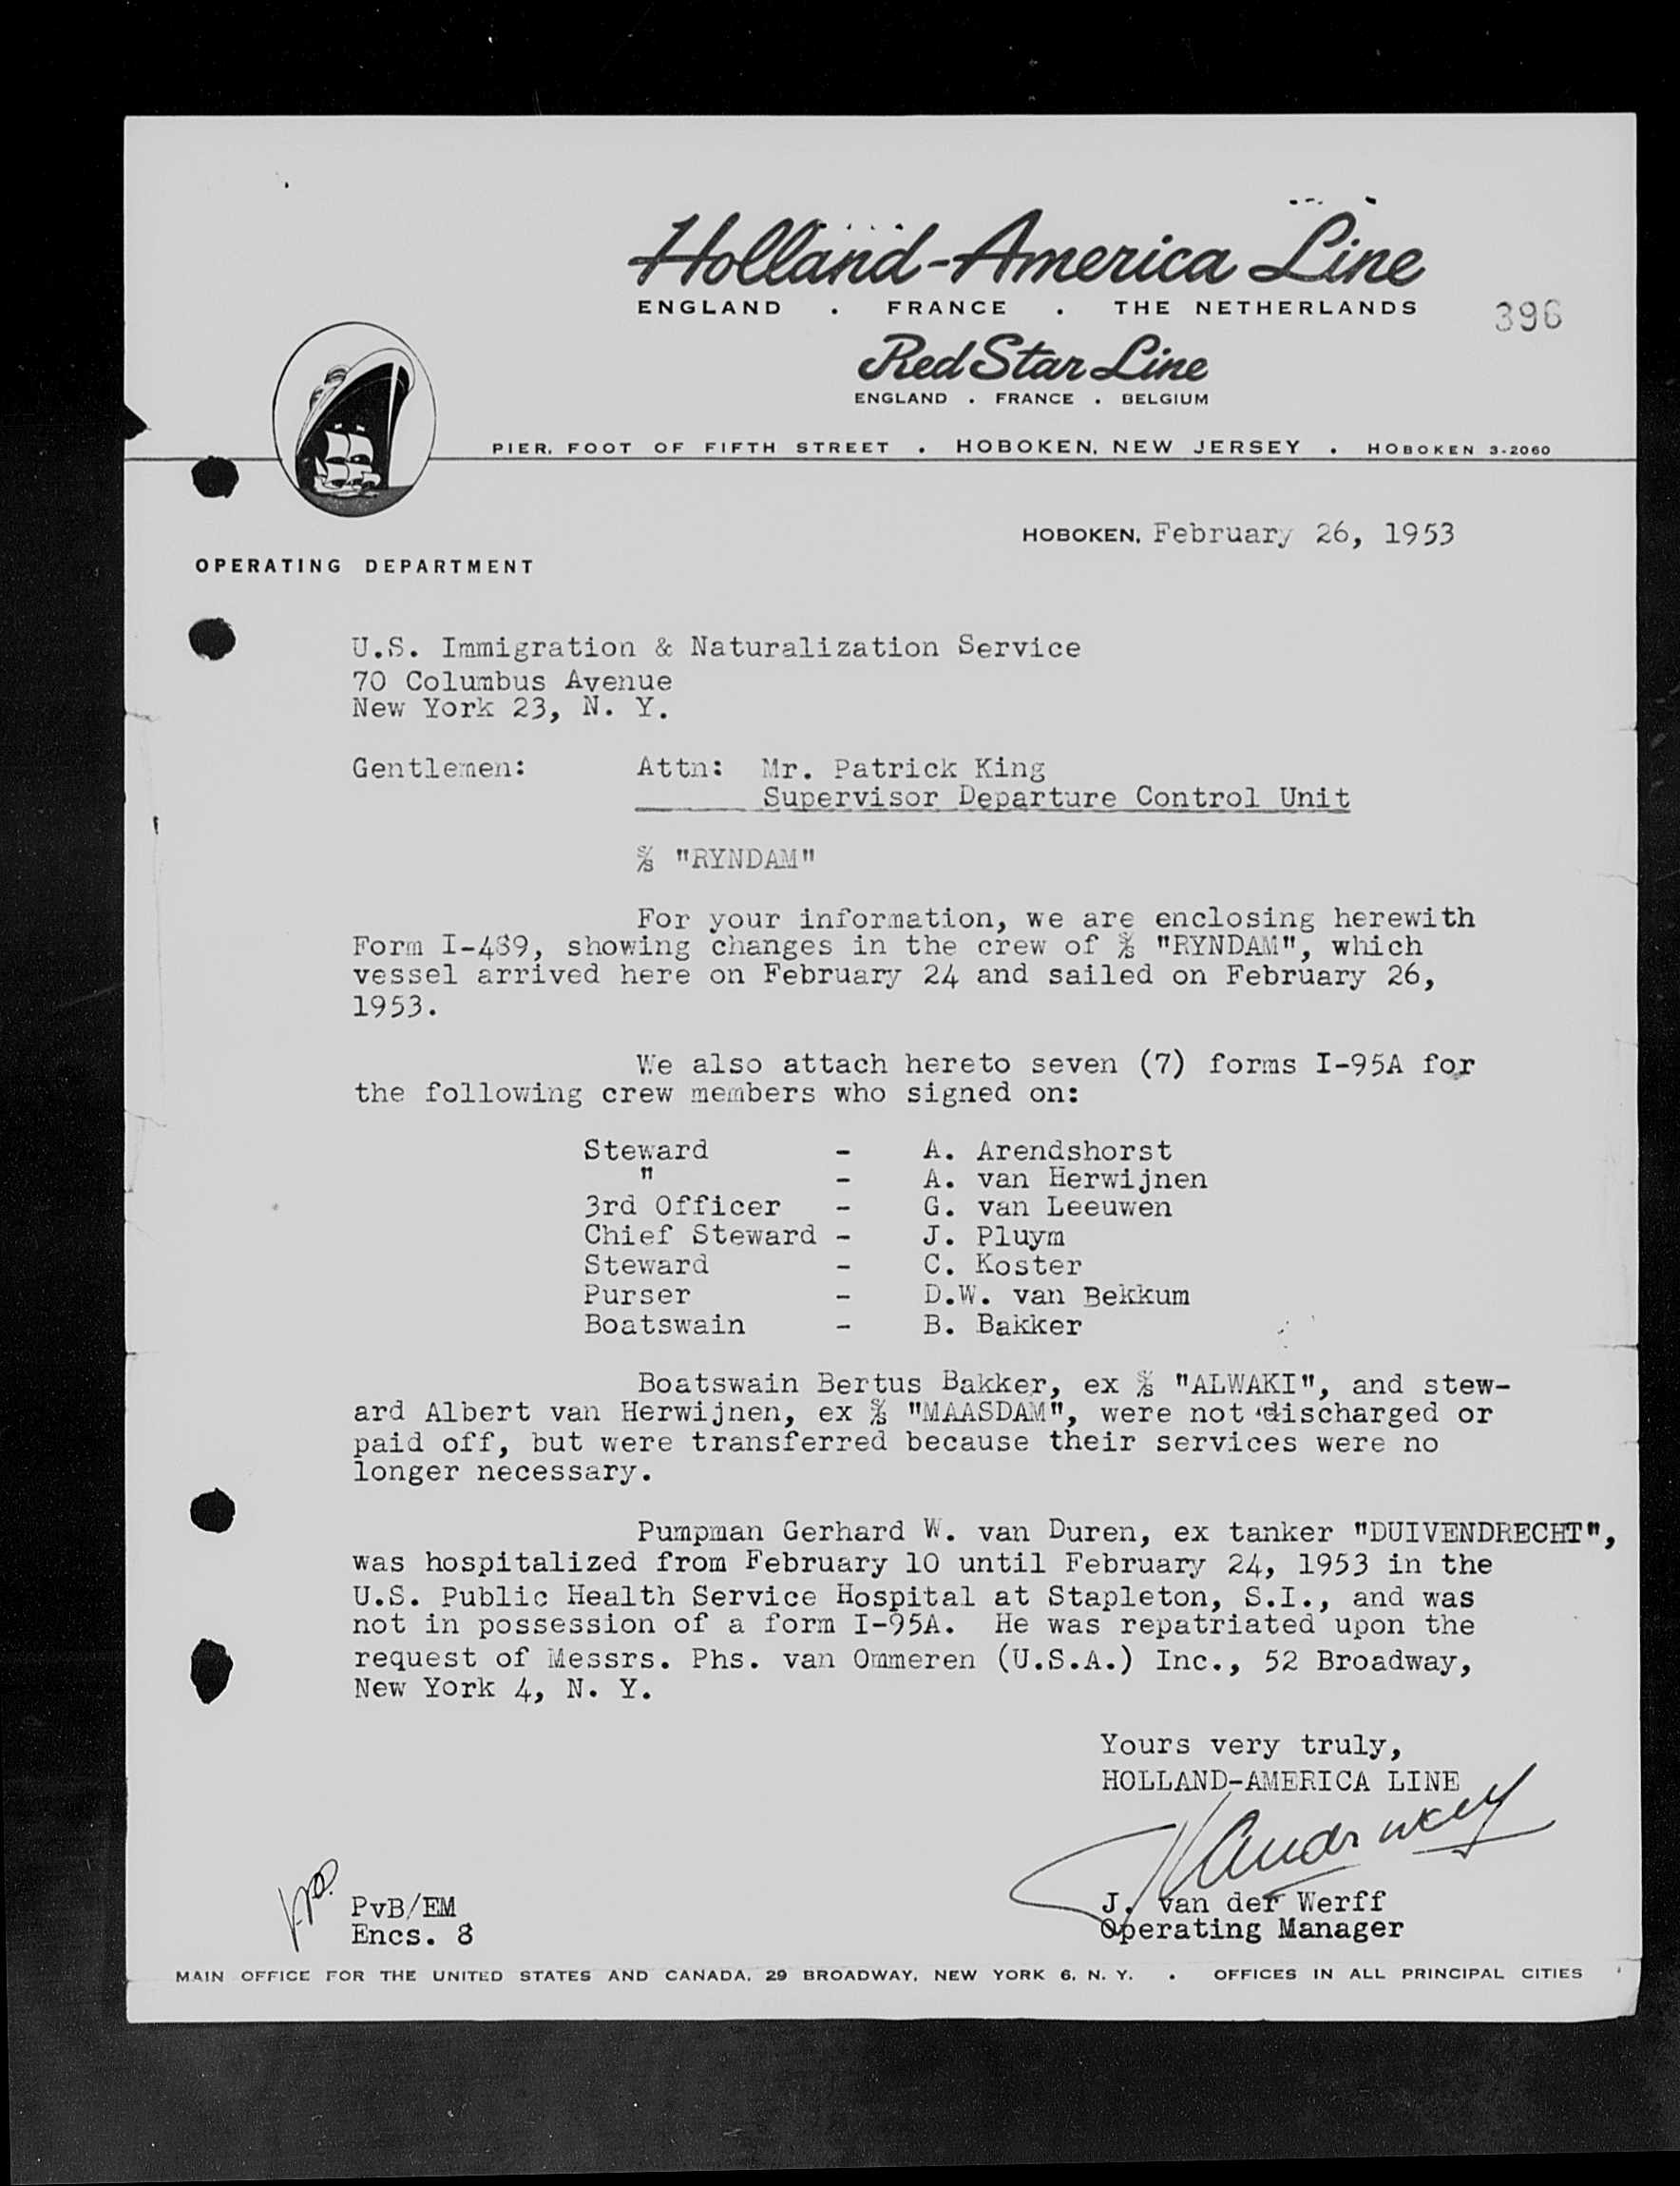 Holland-America Line
ENGLAND . FRANCE . THE NETHERLANDS
396
Red Star Line
ENGLAND . FRANCE . BELGIUM
PIER, FOOT OF FIFTH STREET . HOBOKEN, NEW JERSEY . HOBOKEN 3-2060
HOBOKEN, February 26, 1953
OPERATING DEPARTMENT
U.S. Immigration & Naturalization Service
70 Columbus Avenue
New York 23, N. Y.
Gentlemen: Attn: Mr. Patrick King
Supervisor Departure Control Unit
S/S "RYNDAM"
For your information, we are enclosing herewith
Form I-489, showing changes in the crew of S/S "RYNDAM", which
vessel arrived here on February 24 and sailed on February 26,
1953.
We also attach hereto seven (7) forms I-95A for
the following crew members who signed on:
Steward - A. Arendshorst
" - A. van Herwijnen
3rd Officer - G. van Leeuwen
Chief Steward - J. Pluym
Steward - C. Koster
Purser - D.W. van Bekkum
Boatswain - B. Bakker
Boatswain Bertus Bakker, ex S/S "ALWAKI", and stew-
ard Albert van Herwijnen, ex S/S "MAASDAM", were not discharged or
paid off, but were transferred because their services were no
longer necessary.
Pumpman Gerhard W. van Duren, ex tanker "DUIVENDRECHT",
was hospitalized from February 10 until February 24, 1953 in the
U.S. Public Health Service Hospital at Stapleton, S.I., and was
not in possession of a form I-95A. He was repatriated upon the
request of Messrs. Phs. van Ommeren (U.S.A.) Inc., 52 Broadway,
New York 4, N. Y.
Yours very truly,
HOLLAND-AMERICA LINE
J. van der Werff
Operating Manager
PvB/EM
Encs. 8
MAIN OFFICE FOR THE UNITED STATES AND CANADA, 29 BROADWAY, NEW YORK 6, N. Y. . OFFICES IN ALL PRINCIPAL CITIES